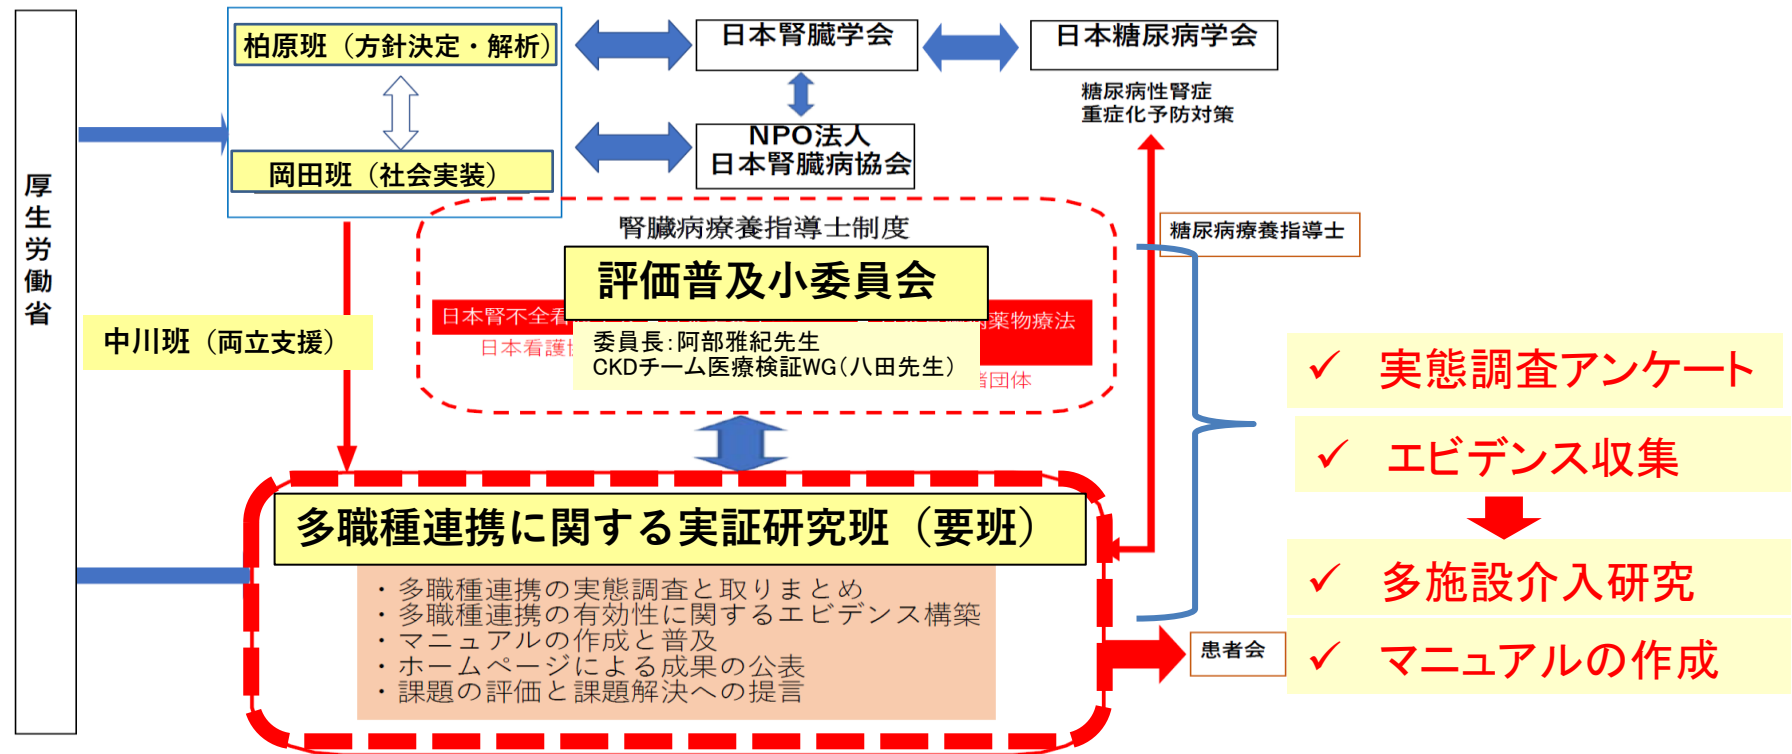 厚生労働省
柏原班（方針決定・解析）
岡田班（社会実装）
日本腎臓学会
日本糖尿病学会
糖尿病性腎症
重症化予防対策
NPO法人
日本腎臓病協会
腎臓病療養指導士制度
糖尿病療養指導士
評価普及小委員会
日本腎不全看
薬物療法
日本看護
委員長：阿部雅紀先生
CKDチーム医療検証WG（八田先生）
団体
中川班（両立支援）
多職種連携に関する実証研究班（要班）
・多職種連携の実態調査と取りまとめ
・多職種連携の有効性に関するエビデンス構築
・マニュアルの作成と普及
・ホームページによる成果の公表
・課題の評価と課題解決への提言
患者会
✓ 実態調査アンケート
✓ エビデンス収集
✓ 多施設介入研究
✓ マニュアルの作成